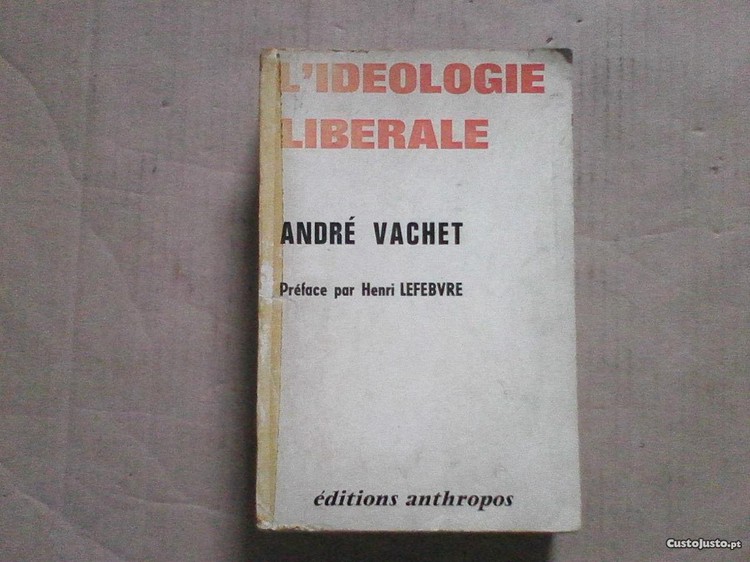 L'IDEOLOGIE
LIBERALE
ANDRÉ VACHET
Préface par Henri LEFEBVRE
éditions anthropos
CustoJusto.pt